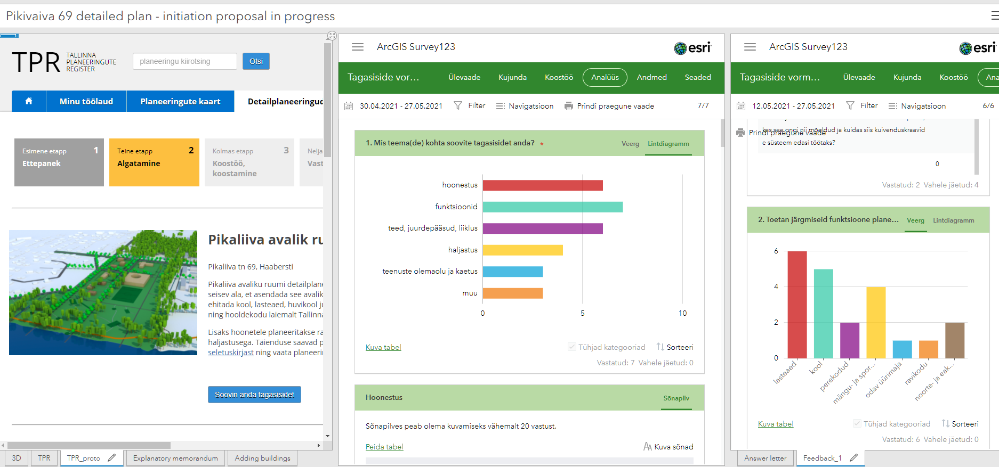 Pikivaiva 69 detailed plan - initiation proposal in progress
TPR
TALLINNA
PLANEERINGUTE
REGISTER
planeeringu kiirotsing
Otsi
Minu töölaud
Planeeringute kaart
Detailplaneeringud
Esimene etapp 1
Ettepanek
Teine etapp 2
Algatamine
Kolmas etapp 3
Koostöö,
koostamine
Nelja
Vast
Pikaliiva avalik ru
Pikaliiva tn 69, Haabersti
Pikaliiva avaliku ruumi detailplane
seisev ala, et asendada see avalik
ehitada kool, lasteaed, huvikool ju
ning hooldekodu laiemalt Tallinna
Lisaks hoonetele planeeritakse ra
haljastusega. Täienduse saavad p
seletuskirjast ning vaata planeerin
Soovin anda tagasisidet
3D
TPR
TPR_proto
Explanatory memorandum
Adding buildings
ArcGIS Survey123
esri
Tagasiside vor...
Ülevaade
Kujunda
Koostöö
Analüüs
Andmed
Seaded
30.04.2021 - 27.05.2021
Filter
Navigatsioon
Prindi praegune vaade
7/7
1. Mis teema(de) kohta soovite tagasisidet anda? *
Veerg
Lintdiagramm
hoonestus
funktsioonid
teed, juurdepääsud, liiklus
haljastus
teenuste olemaolu ja kaetus
muu
0 5 10
Kuva tabel
Tühjad kategooriad
Sorteeri
Vastatud: 7 Vahele jäetud: 0
Hoonestus
Sõnapilv
Sõnapilves peab olema kuvamiseks vähemalt 20 vastust.
Peida tabel
Kuva sõnad
ArcGIS Survey123
esri
Tagasiside vorm...
Ülevaade
Kujunda
Koostöö
Ana
12.05.2021 - 27.05.2021
Filter
Navigatsioon
6/6
Prindi praegune vaade
kas see ongi nii mõeldud ja kuidas siis kuivenduskraavid
e süsteem edasi töötaks?
0
Vastatud: 2 Vahele jäetud: 4
2. Toetan järgmiseid funktsioone plane...
Veerg
Lintdiagramm
6
4
2
0
lasteaed
kool
perekodud
mängu- ja spor...
odav üürimaja
ravikodu
noorte- ja eak...
Kuva tabel
Tühjad kategooriad
Sorteeri
Vastatud: 6 Vahele jäetud: 0
Answer letter
Feedback_1